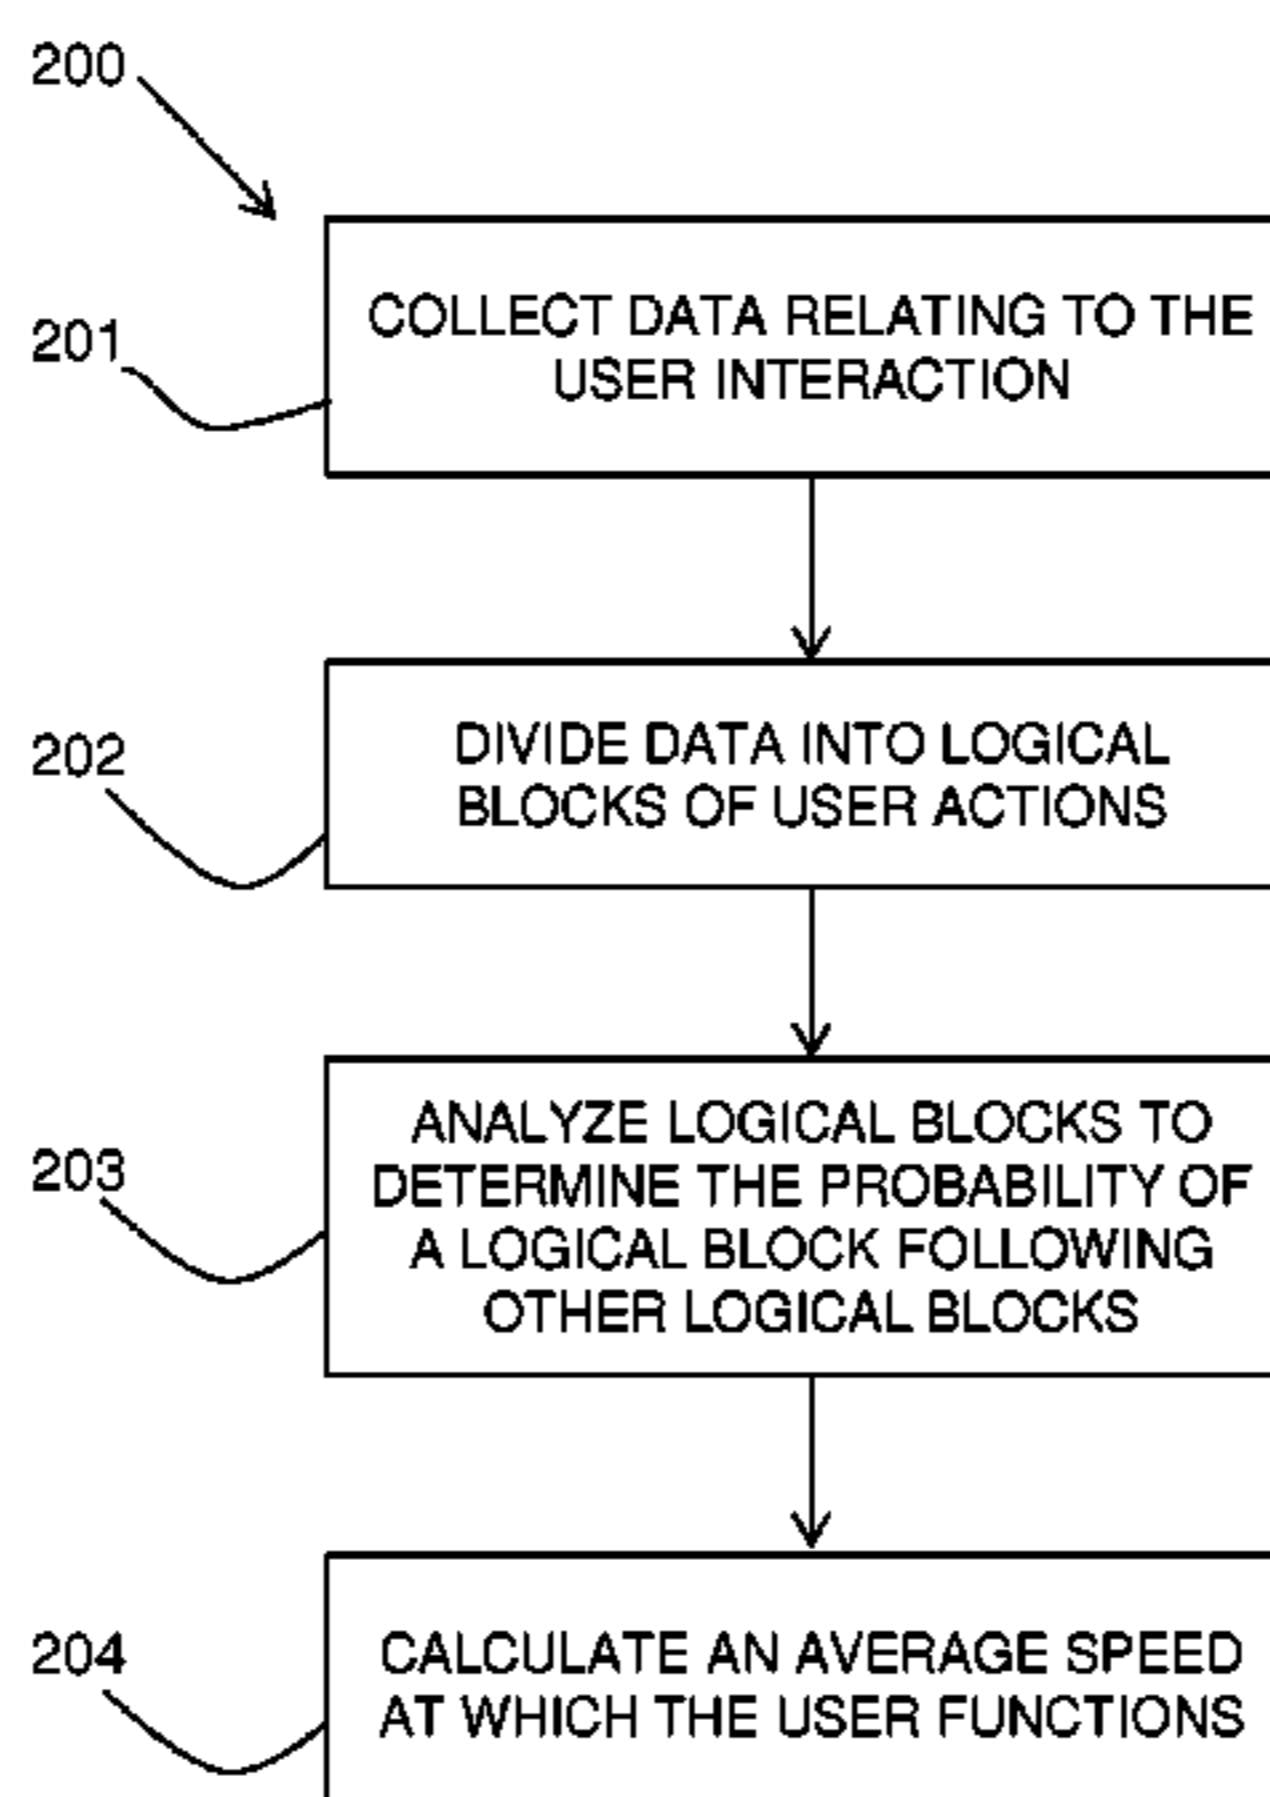 200
201
COLLECT DATA RELATING TO THE
USER INTERACTION
202
DIVIDE DATA INTO LOGICAL
BLOCKS OF USER ACTIONS
203
ANALYZE LOGICAL BLOCKS TO
DETERMINE THE PROBABILITY OF
A LOGICAL BLOCK FOLLOWING
OTHER LOGICAL BLOCKS
204
CALCULATE AN AVERAGE SPEED
AT WHICH THE USER FUNCTIONS